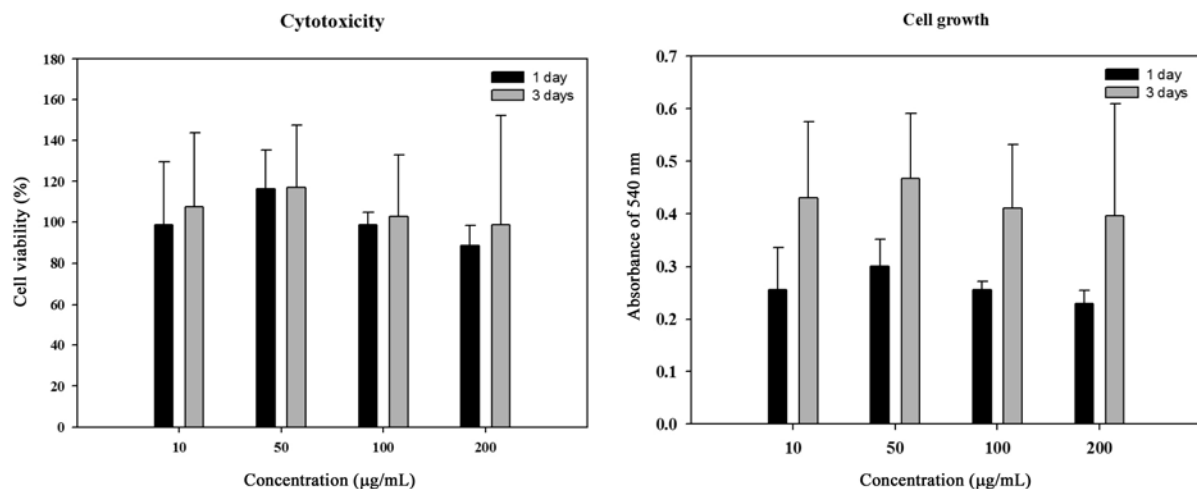 Cytotoxicity
Cell viability (%)
180
160
140
120
100
80
60
40
20
0
1 day
3 days
10 50 100 200
Concentration (μg/mL)
Cell growth
Absorbance of 540 nm
0.7
0.6
0.5
0.4
0.3
0.2
0.1
0.0
1 day
3 days
10 50 100 200
Concentration (μg/mL)